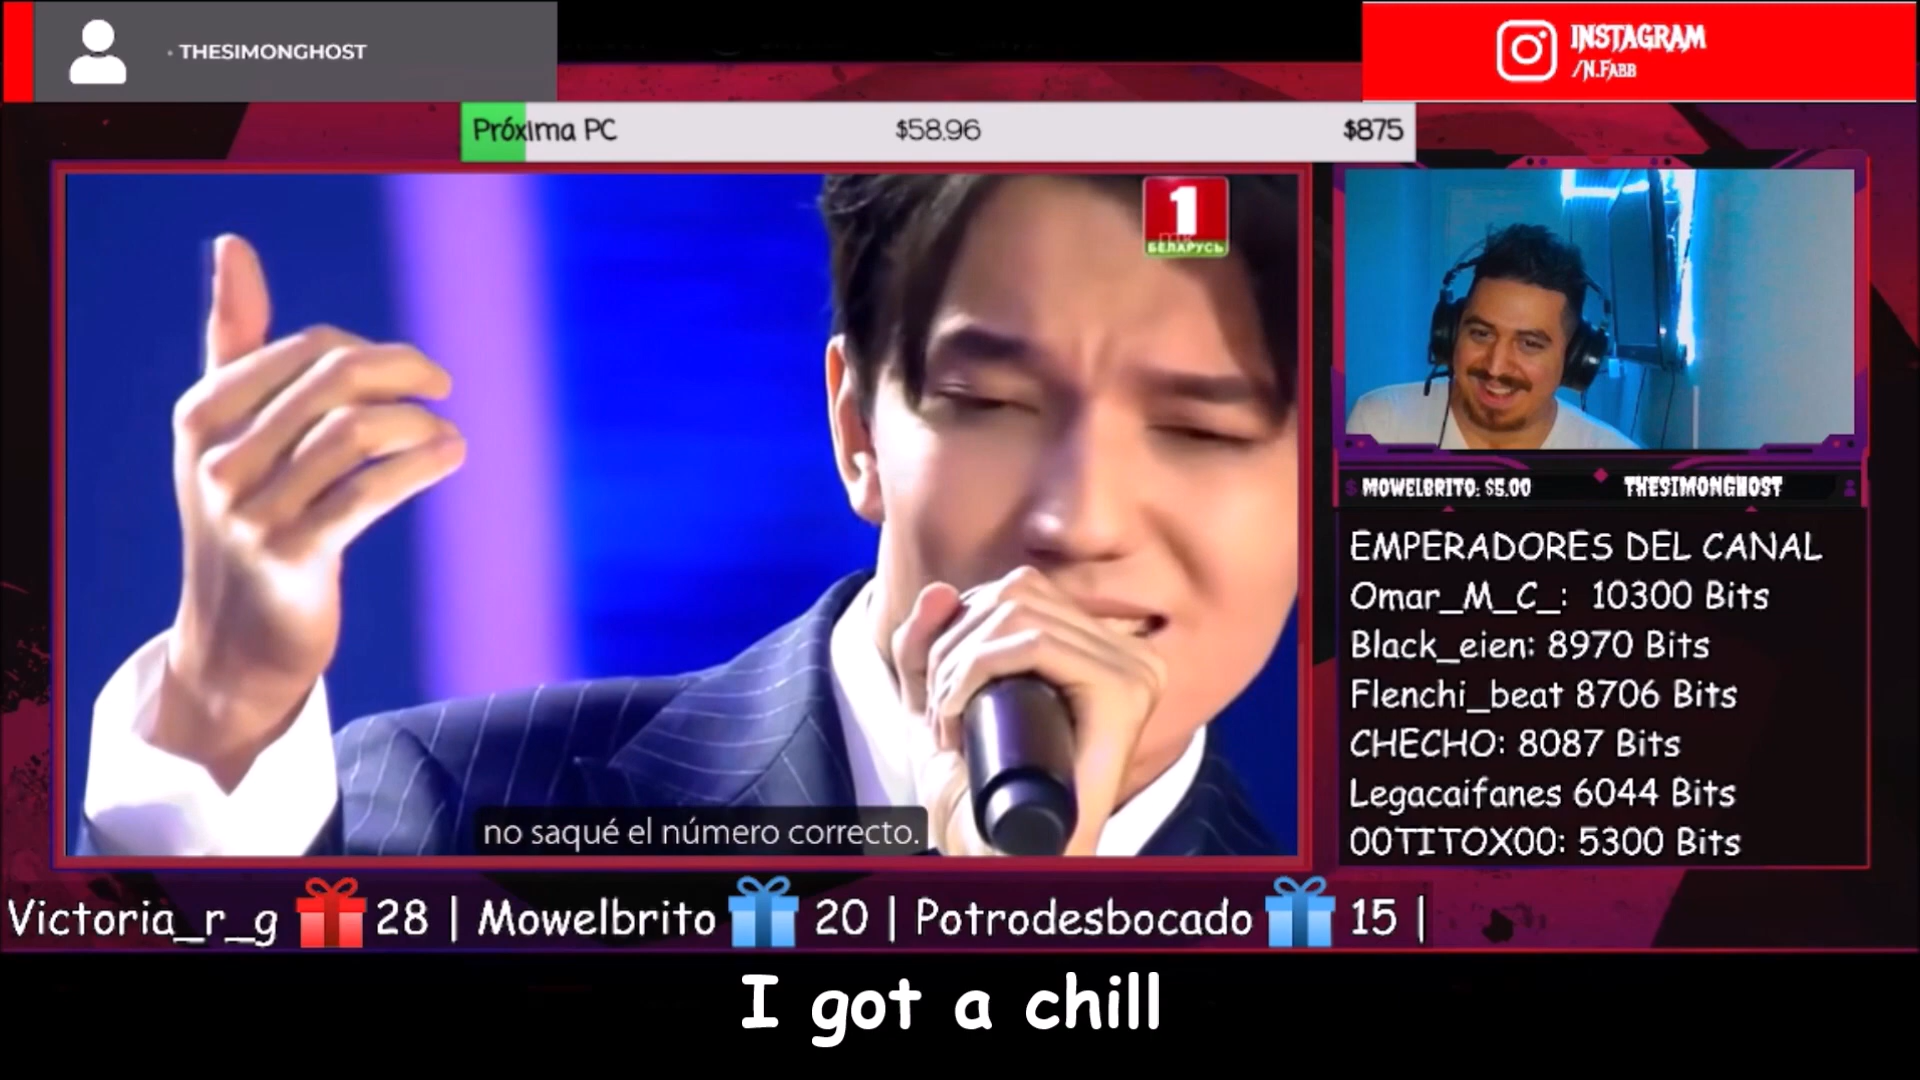 · THESIMONGHOST
INSTAGRAM
/N.FABB
Próxima PC $58.96 $875
1
БЕЛАРУСЬ
MOWELBRITO: $5.00 THESIMONGHOST
EMPERADORES DEL CANAL
Omar_M_C_: 10300 Bits
Black_eien: 8970 Bits
Flenchi_beat 8706 Bits
CHECHO: 8087 Bits
Legacaifanes 6044 Bits
00TITOX00: 5300 Bits
no saqué el número correcto.
Victoria_r_g 28 | Mowelbrito 20 | Potrodesbocado 15 |
I got a chill